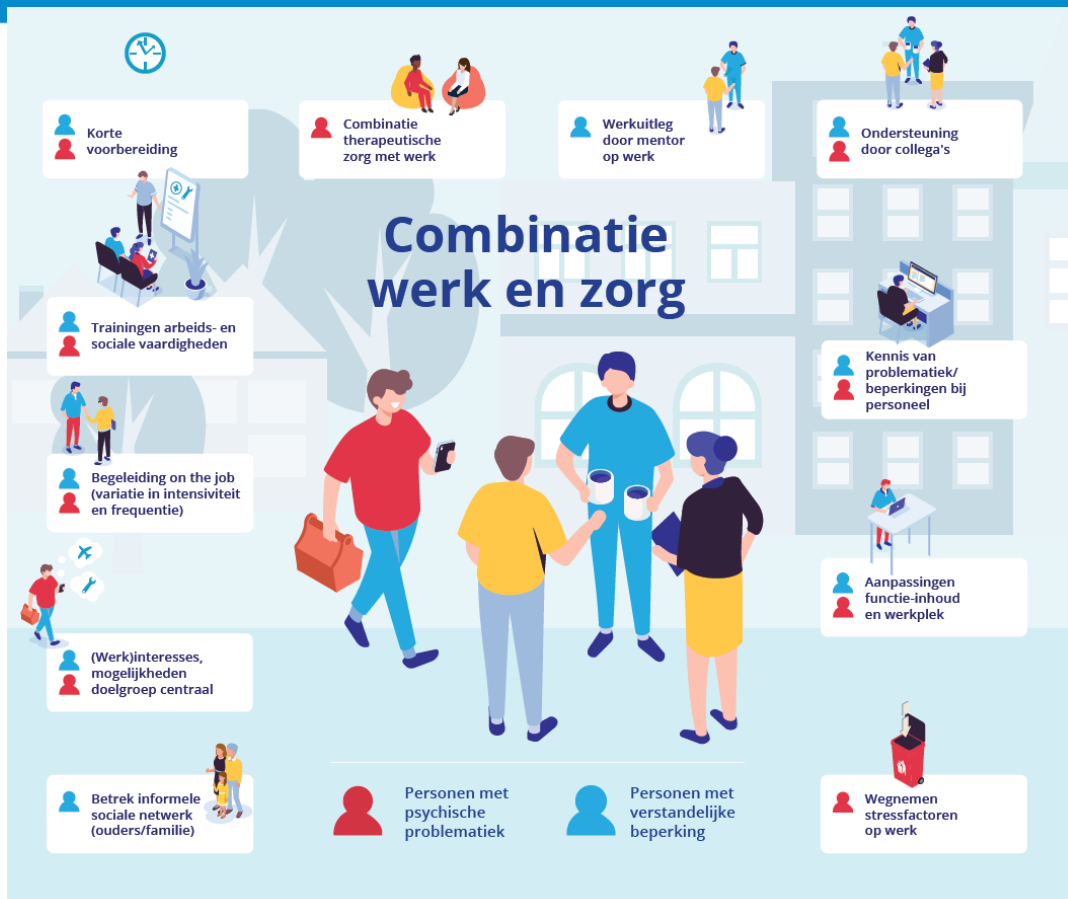 Korte
voorbereiding
Combinatie
therapeutische
zorg met werk
Werkuitleg
door mentor
op werk
Ondersteuning
door collega's
Combinatie
werk en zorg
Trainingen arbeids- en
sociale vaardigheden
Kennis van
problematiek/
beperkingen bij
personeel
Begeleiding on the job
(variatie in intensiviteit
en frequentie)
Aanpassingen
functie-inhoud
en werkplek
(Werk)interesses,
mogelijkheden
doelgroep centraal
Betrek informele
sociale netwerk
(ouders/familie)
Personen met
psychische
problematiek
Personen met
verstandelijke
beperking
Wegnemen
stressfactoren
op werk